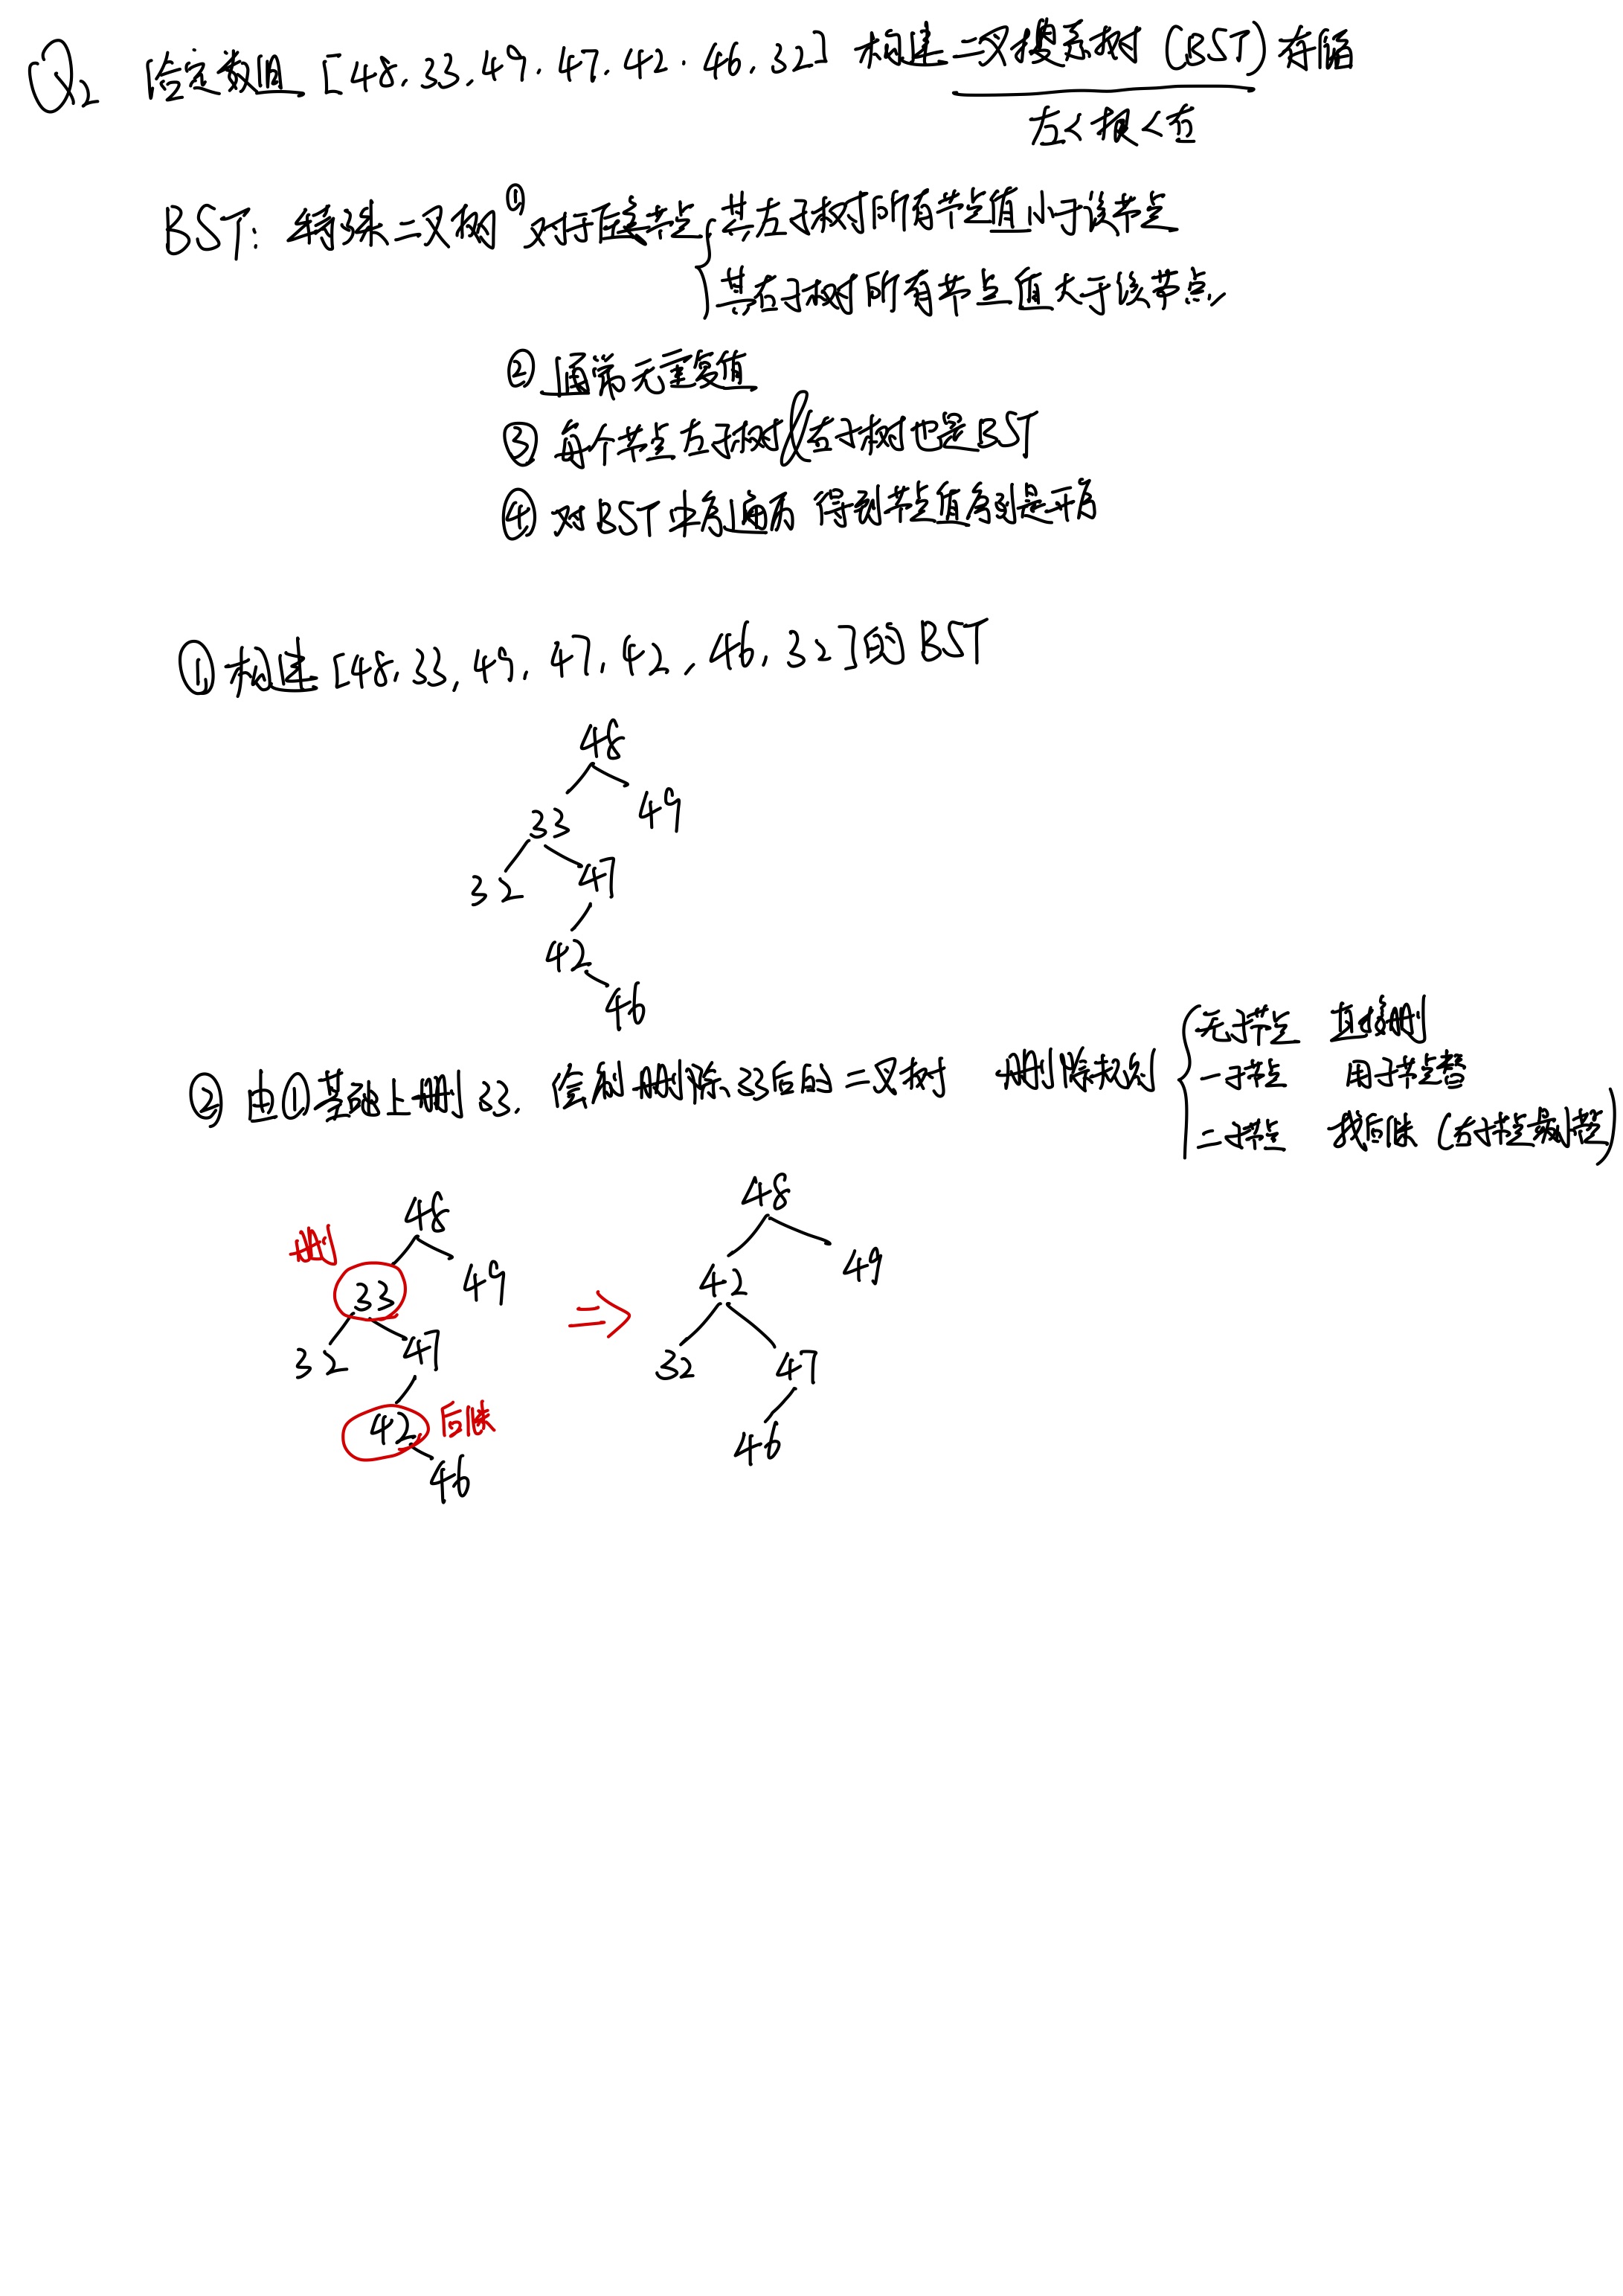 Q2 给定数值 [48.33.49.47.42.46.32] 构建二叉搜索树 (BST) 存储
左<根<右
BST: 特殊二叉树 ① 对于任意节点 { 其左子树所有节点值小于该节点
其右子树所有节点值大于该节点
② 通常无重复值
③ 每个节点左子树&右子树也是BST
④ 对BST中序遍历 得到节点值序列是升序
① 构建 [48.33,49.47.42,46.32] 的 BST
48
33 49
32 47
42
46
② 由①基础上删33. 绘制删除33后的二叉树 删除规则 { 无子节点 直接删
一子节点 用子节点替
二子节点 找后继 (右子节点最小节点)
删 48 48
33 49 ⇒ 42 49
32 47 32 47
42 后继 46
46